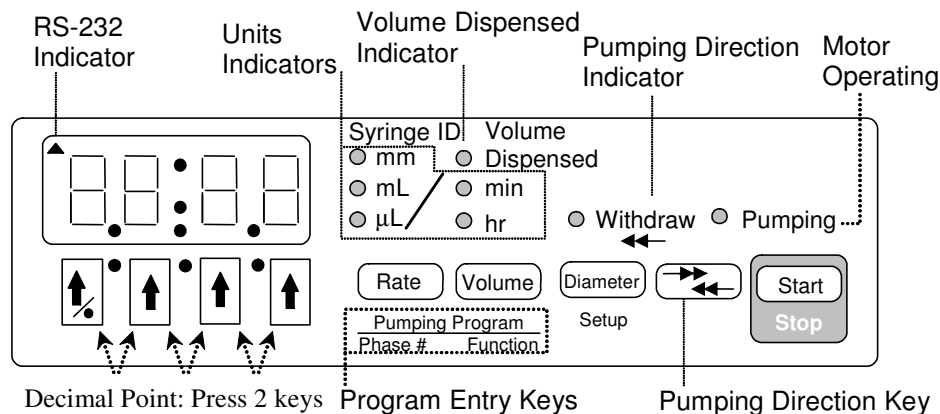 RS-232
Indicator
Units
Indicators
Volume Dispensed
Indicator
Pumping Direction
Indicator
Motor
Operating
Syringe ID
Volume
mm
Dispensed
mL
min
µL
hr
Withdraw
Pumping
Rate
Volume
Diameter
Start
Setup
Stop
Pumping Program
Phase #
Function
Decimal Point: Press 2 keys
Program Entry Keys
Pumping Direction Key